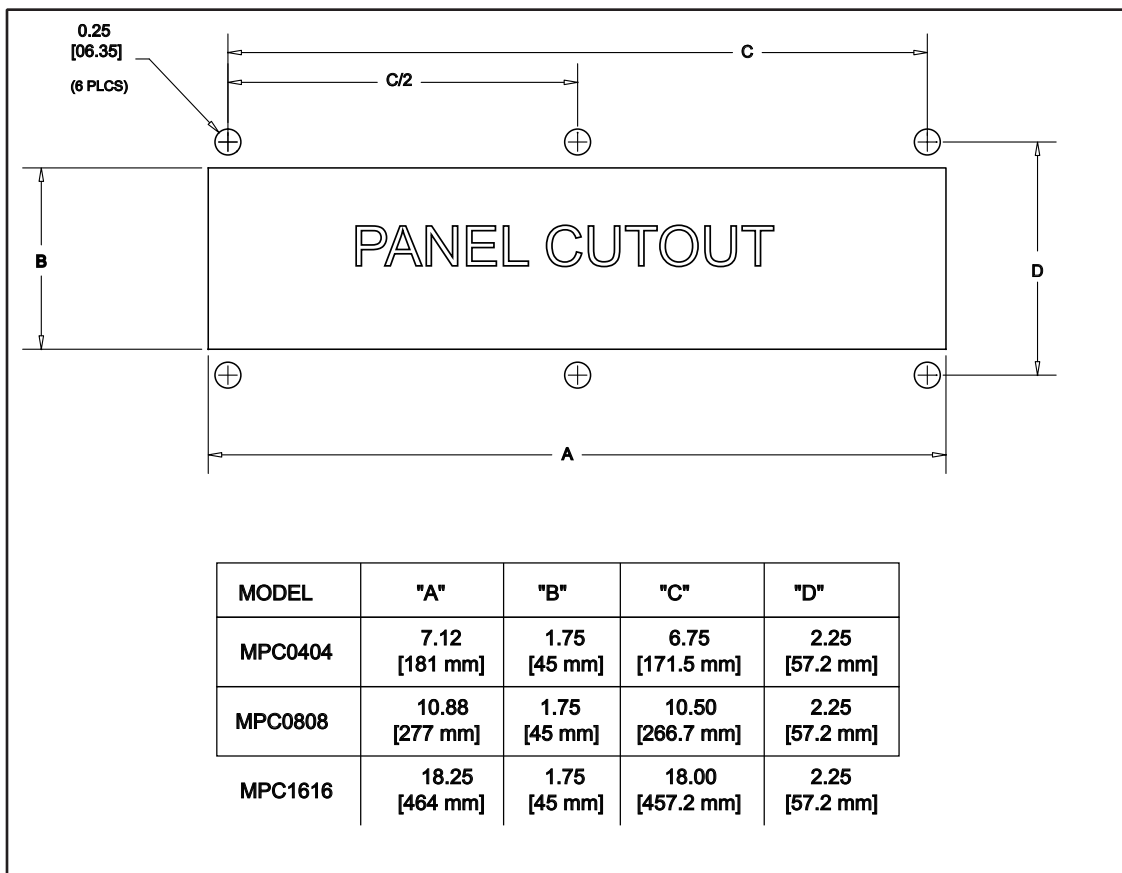 0.25
[06.35]
(6 PLCS)
C
C/2
B
PANEL CUTOUT
D
A
MODEL "A" "B" "C" "D"
MPC0404 7.12 [181 mm] 1.75 [45 mm] 6.75 [171.5 mm] 2.25 [57.2 mm]
MPC0808 10.88 [277 mm] 1.75 [45 mm] 10.50 [266.7 mm] 2.25 [57.2 mm]
MPC1616 18.25 [464 mm] 1.75 [45 mm] 18.00 [457.2 mm] 2.25 [57.2 mm]